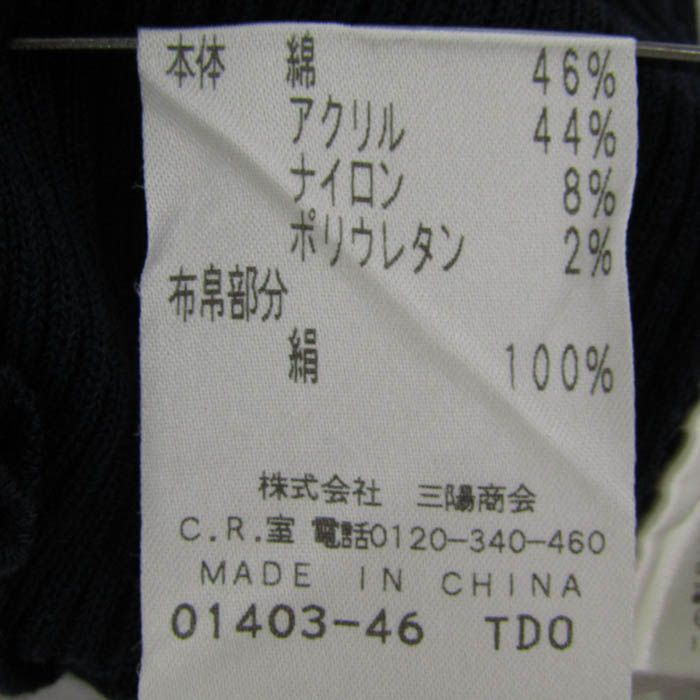 本体 綿 46%
アクリル 44%
ナイロン 8%
ポリウレタン 2%
布帛部分
絹 100%
株式会社 三陽商会
C.R.室 電話0120-340-460
MADE IN CHINA
01403-46 TDO